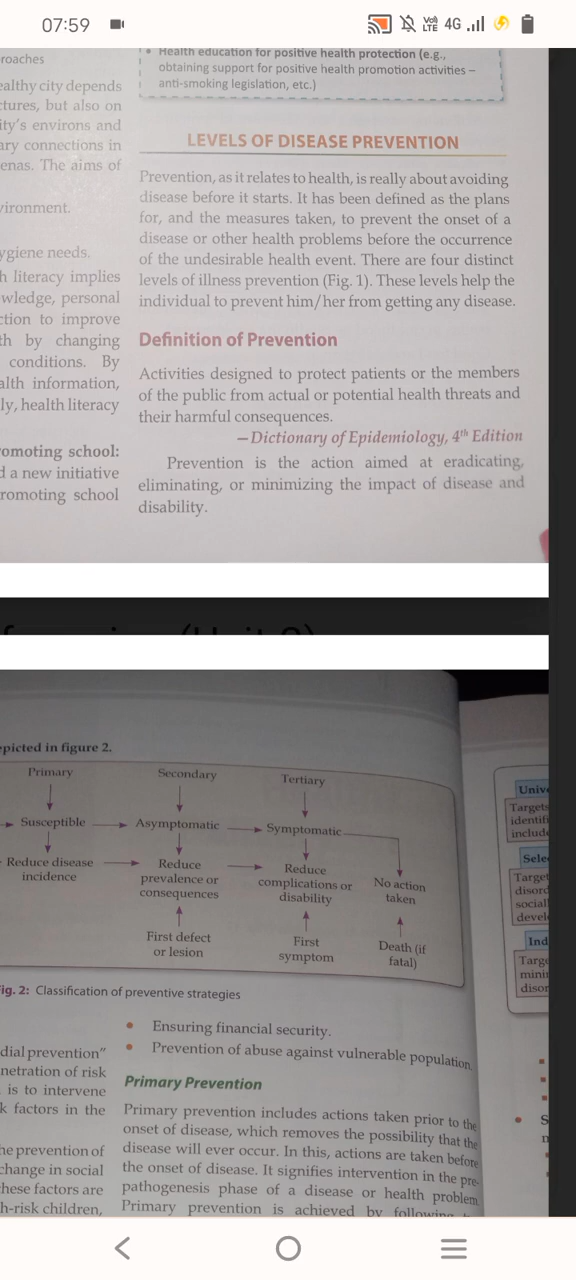 07:59
VoD
LTE
4G
roaches
ealthy city depends
ctures, but also on
ity's environs and
ary connections in
enas. The aims of
vironment.
ygiene needs.
h literacy implies
wledge, personal
ction to improve
th by changing
conditions. By
alth information,
ly, health literacy
romoting school:
d a new initiative
romoting school
• Health education for positive health protection (e.g.,
obtaining support for positive health promotion activities –
anti-smoking legislation, etc.)
LEVELS OF DISEASE PREVENTION
Prevention, as it relates to health, is really about avoiding
disease before it starts. It has been defined as the plans
for, and the measures taken, to prevent the onset of a
disease or other health problems before the occurrence
of the undesirable health event. There are four distinct
levels of illness prevention (Fig. 1). These levels help the
individual to prevent him/her from getting any disease.
Definition of Prevention
Activities designed to protect patients or the members
of the public from actual or potential health threats and
their harmful consequences.
—Dictionary of Epidemiology, 4th Edition
Prevention is the action aimed at eradicating,
eliminating, or minimizing the impact of disease and
disability.
epicted in figure 2.
Primary
Secondary
Tertiary
Susceptible
Asymptomatic
Symptomatic
Reduce disease
incidence
Reduce
prevalence or
consequences
Reduce
complications or
disability
No action
taken
First defect
or lesion
First
symptom
Death (if
fatal)
ig. 2: Classification of preventive strategies
dial prevention"
netration of risk
is to intervene
k factors in the
he prevention of
change in social
hese factors are
h-risk children,
• Ensuring financial security.
• Prevention of abuse against vulnerable population.
Primary Prevention
Primary prevention includes actions taken prior to the
onset of disease, which removes the possibility that the
disease will ever occur. In this, actions are taken before
the onset of disease. It signifies intervention in the pre-
pathogenesis phase of a disease or health problem.
Primary prevention is achieved by following
Unive
Targets
identifi
include
Sele
Target
disord
social
devel
Ind
Targe
mini
disor